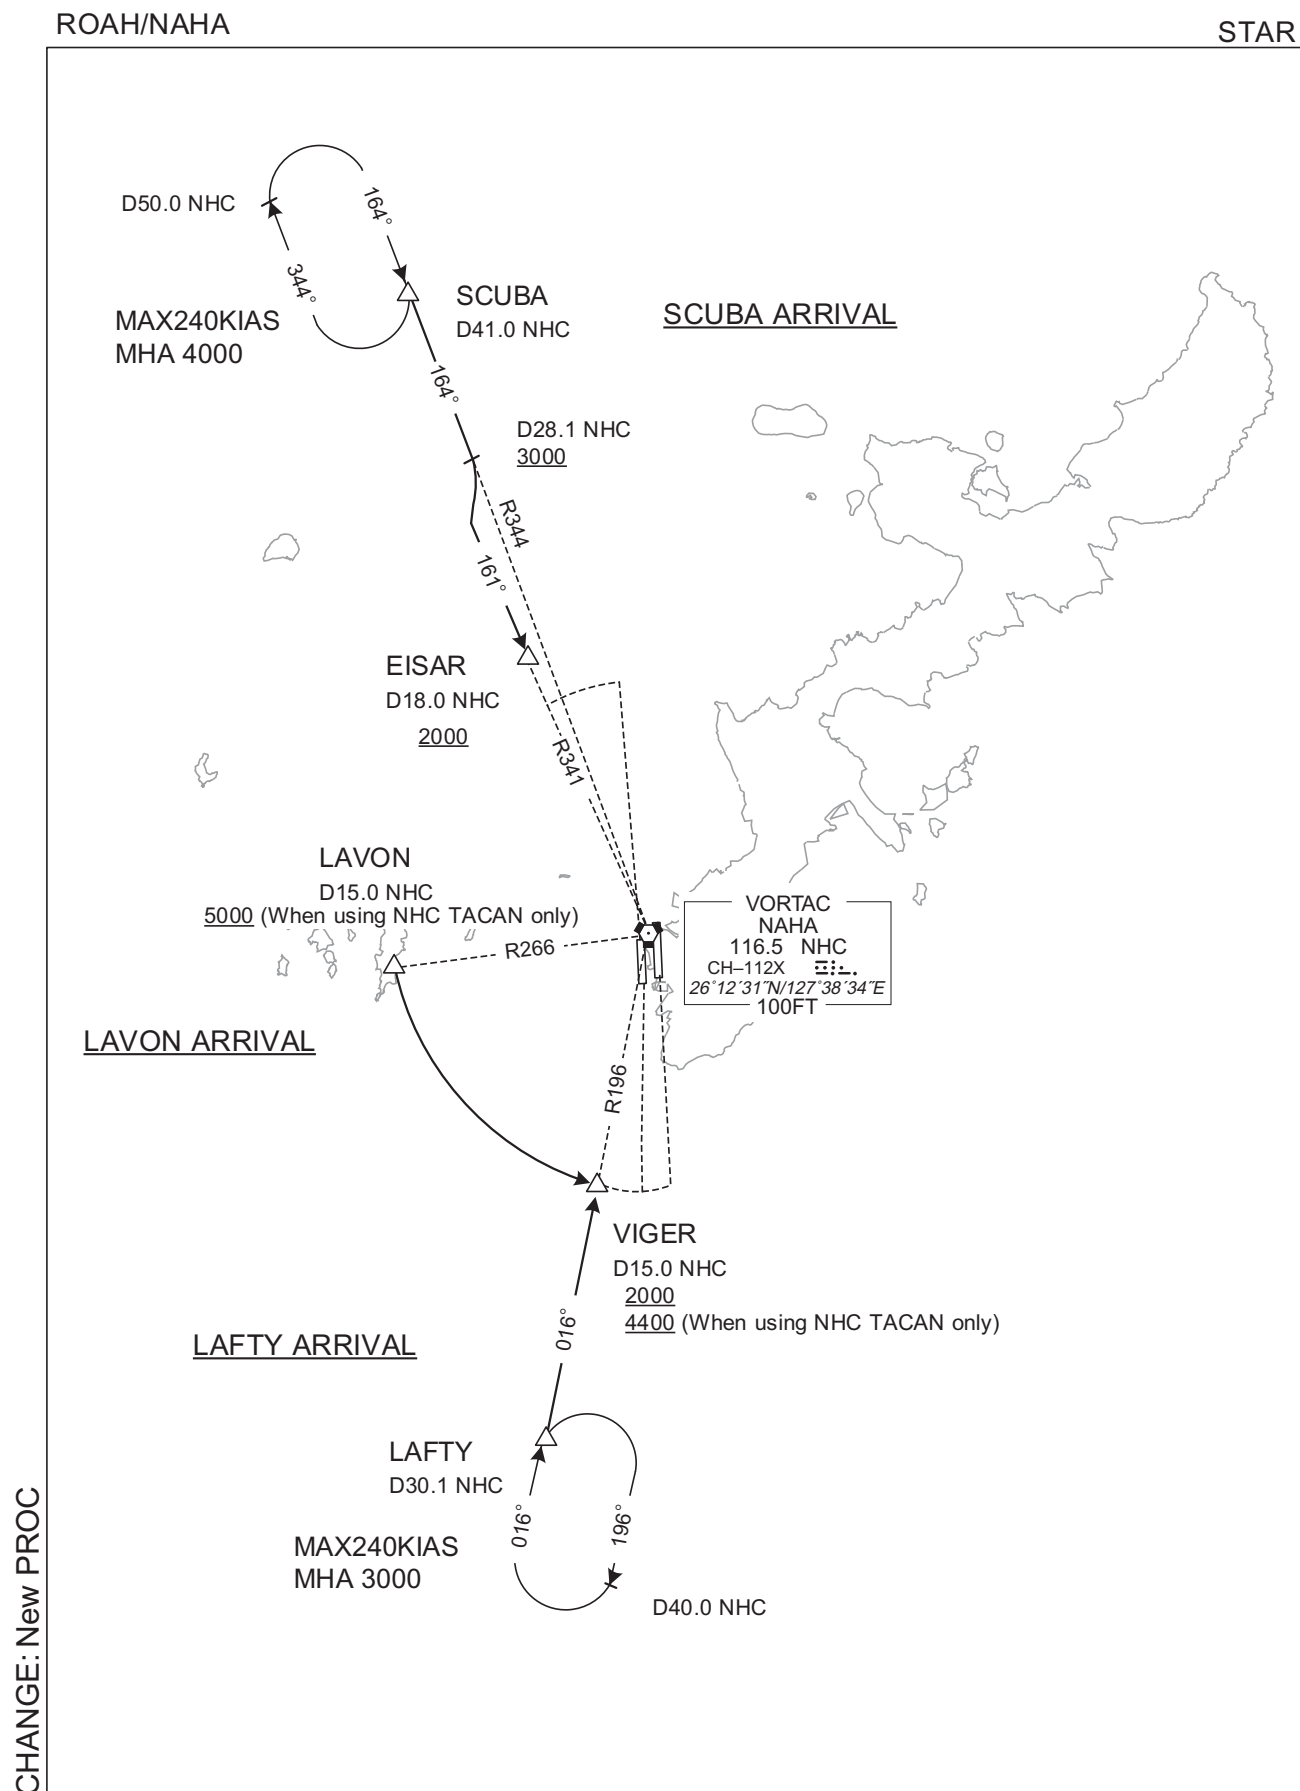 ROAH/NAHA
STAR
D50.0 NHC
164°
344°
SCUBA
D41.0 NHC
SCUBA ARRIVAL
MAX240KIAS
MHA 4000
164°
D28.1 NHC
3000
R344
161°
EISAR
D18.0 NHC
2000
R341
LAVON
D15.0 NHC
5000 (When using NHC TACAN only)
R266
VORTAC
NAHA
116.5 NHC
CH–112X
26°12´31˝N/127°38´34˝E
100FT
LAVON ARRIVAL
R196
VIGER
D15.0 NHC
2000
4400 (When using NHC TACAN only)
016°
LAFTY ARRIVAL
LAFTY
D30.1 NHC
016°
196°
MAX240KIAS
MHA 3000
D40.0 NHC
CHANGE: New PROC